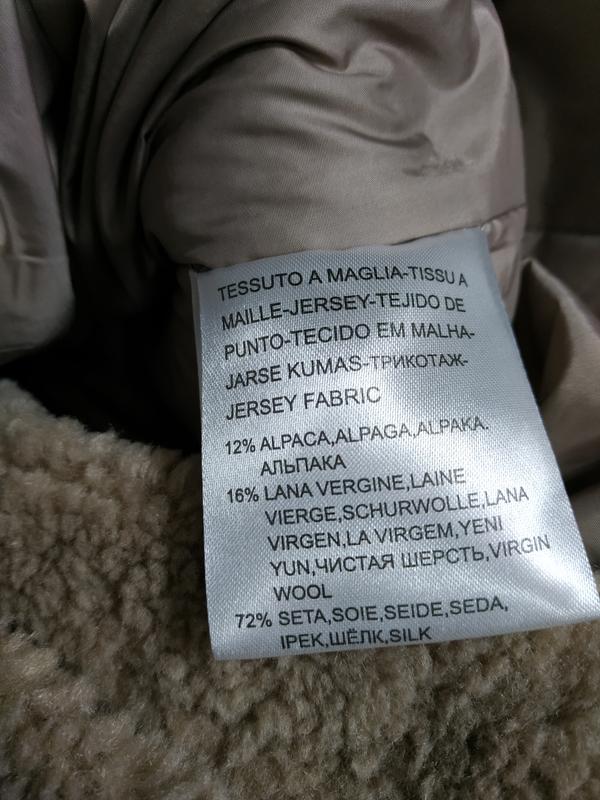 TESSUTO A MAGLIA-TISSU A
MAILLE-JERSEY-TEJIDO DE
PUNTO-TECIDO EM MALHA-
JARSE KUMAS-ТРИКОТАЖ-
JERSEY FABRIC
12% ALPACA,ALPAGA,ALPAKA.
АЛЬПАКА
16% LANA VERGINE,LAINE
VIERGE,SCHURWOLLE,LANA
VIRGEN,LA VIRGEM,YENI
YUN,ЧИСТАЯ ШЕРСТЬ,VIRGIN
WOOL
72% SETA,SOIE,SEIDE,SEDA,
IPEK,ШЁЛК,SILK